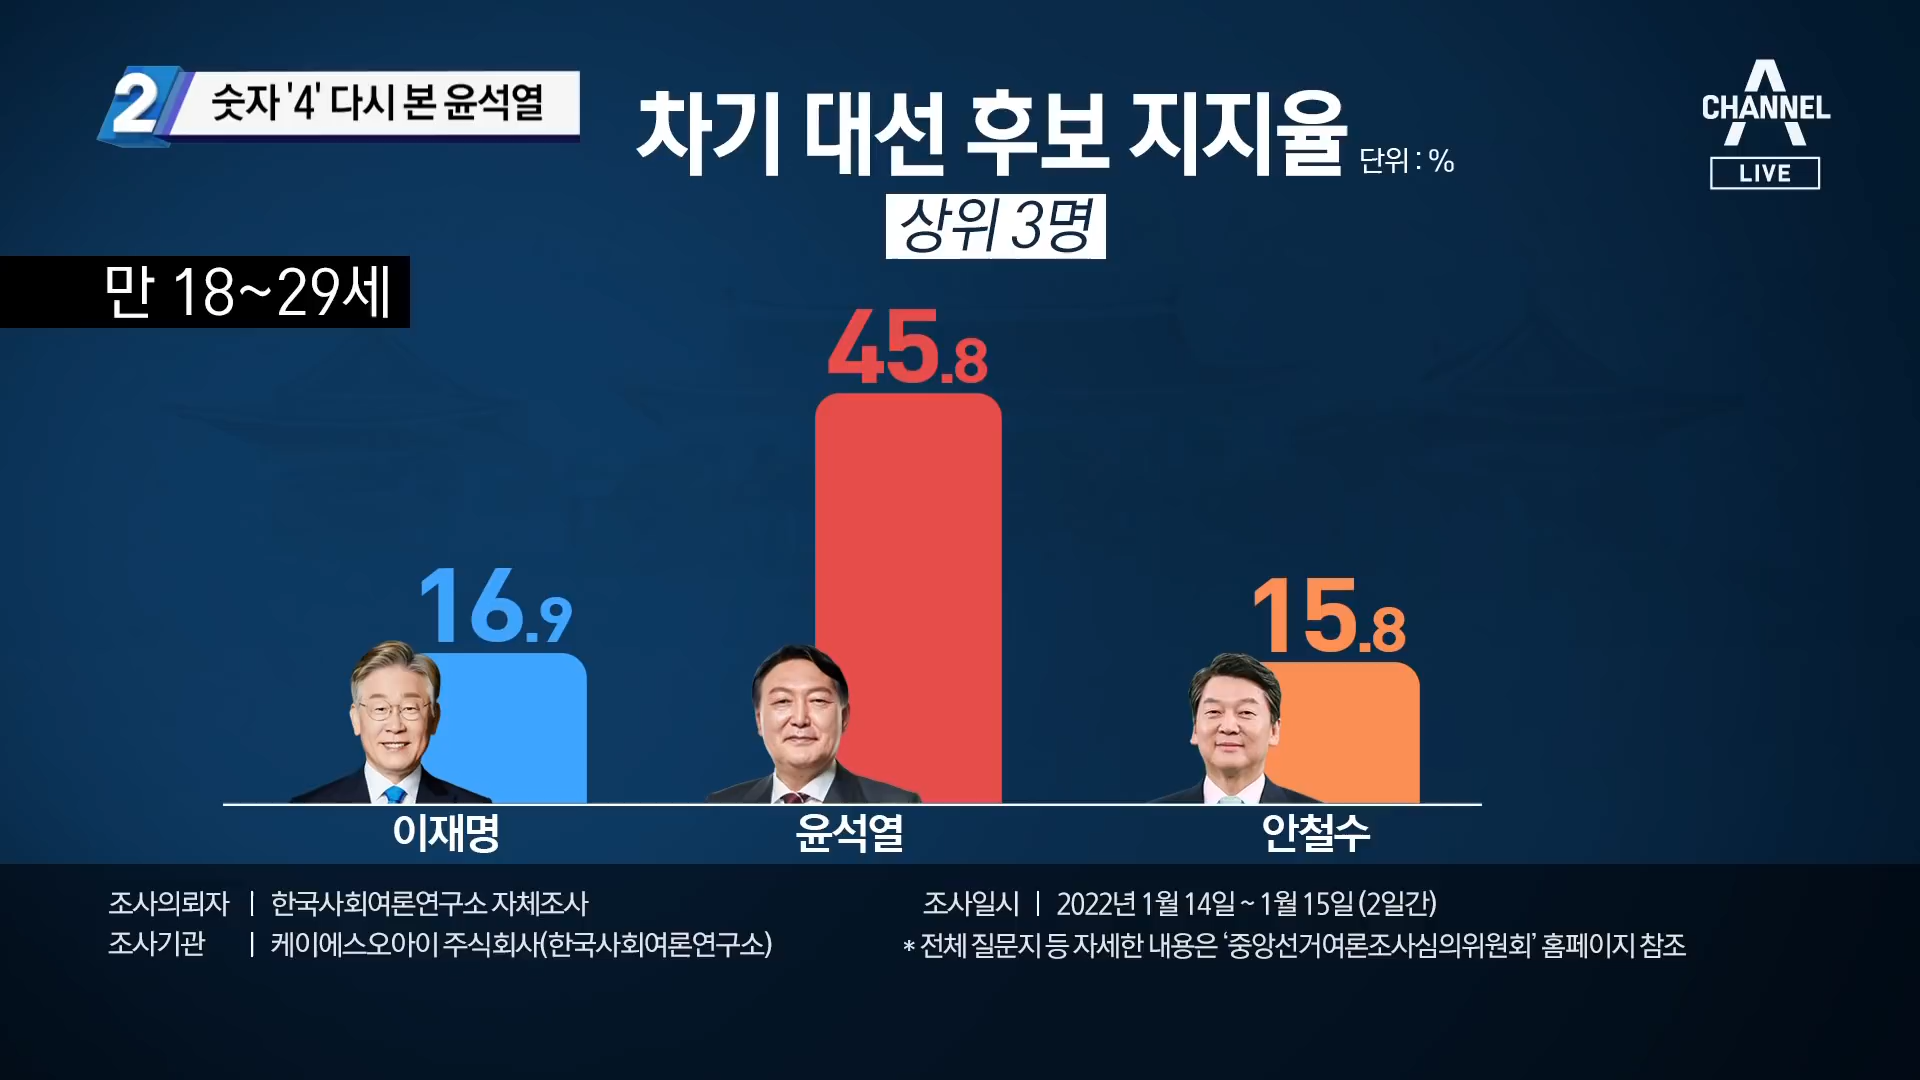 2 숫자 '4' 다시 본 윤석열
차기 대선 후보 지지율 단위 : %
상위 3명
CHANNEL A
LIVE
만 18~29세
16.9
45.8
15.8
이재명
윤석열
안철수
조사의뢰자 | 한국사회여론연구소 자체조사
조사일시 | 2022년 1월 14일 ~ 1월 15일 (2일간)
조사기관 | 케이에스오아이 주식회사(한국사회여론연구소)
* 전체 질문지 등 자세한 내용은 ‘중앙선거여론조사심의위원회’ 홈페이지 참조